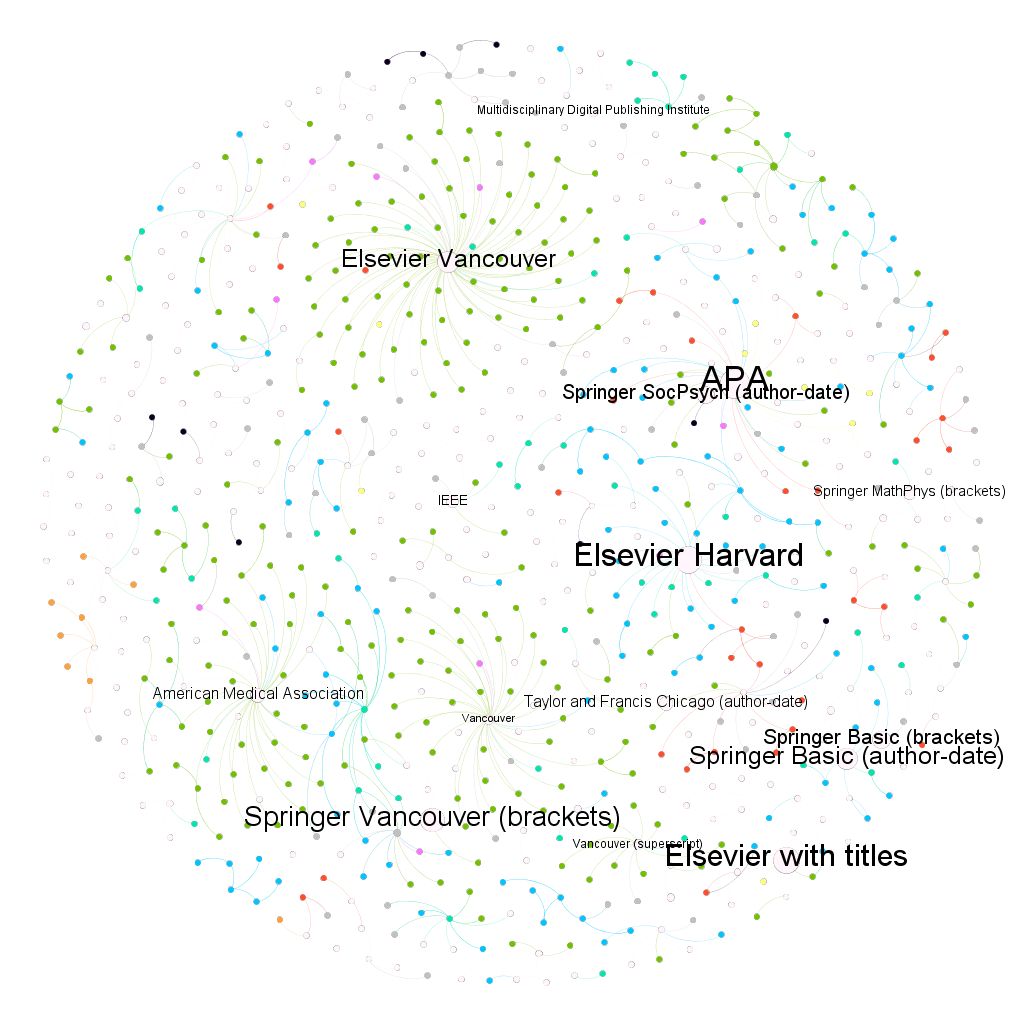 Multidisciplinary Digital Publishing Institute
Elsevier Vancouver
APA
Springer SocPsych (author-date)
Springer MathPhys (brackets)
IEEE
Elsevier Harvard
American Medical Association
Taylor and Francis Chicago (author-date)
Vancouver
Springer Basic (brackets)
Springer Basic (author-date)
Springer Vancouver (brackets)
Vancouver (superscript)
Elsevier with titles